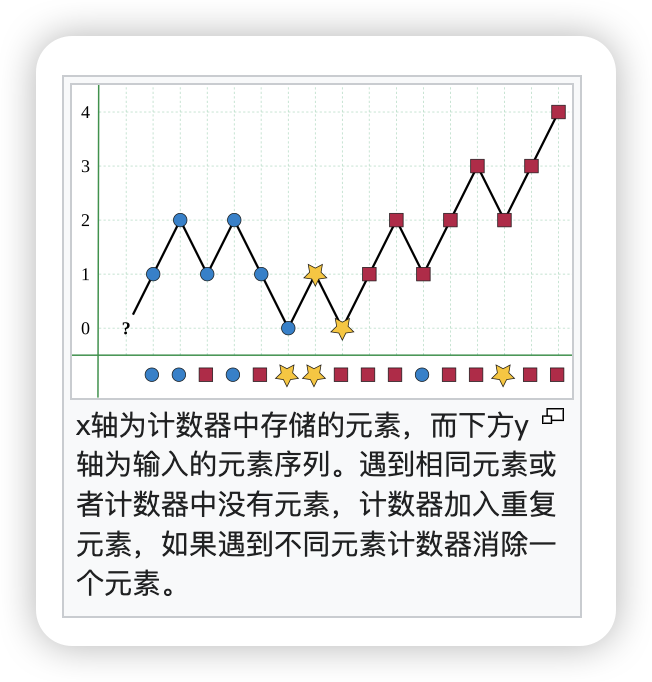 4
3
2
1
0
?
x轴为计数器中存储的元素，而下方y
轴为输入的元素序列。遇到相同元素或
者计数器中没有元素，计数器加入重复
元素，如果遇到不同元素计数器消除一
个元素。